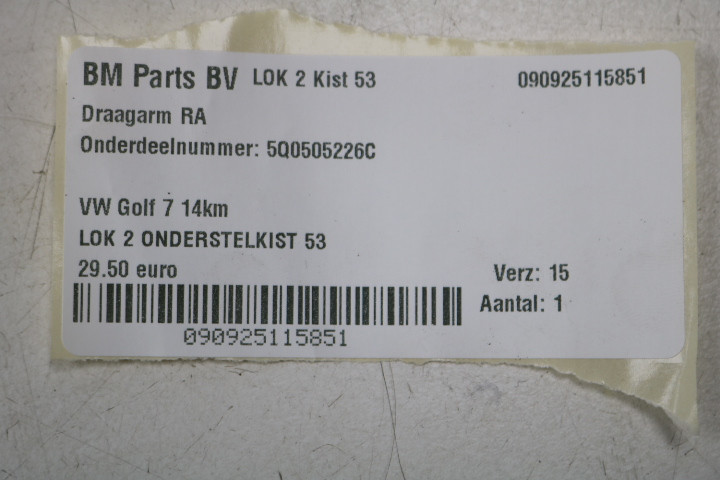 BM Parts BV LOK 2 Kist 53 090925115851
Draagarm RA
Onderdeelnummer: 5Q0505226C
VW Golf 7 14km
LOK 2 ONDERSTELKIST 53
29.50 euro Verz: 15
Aantal: 1
090925115851